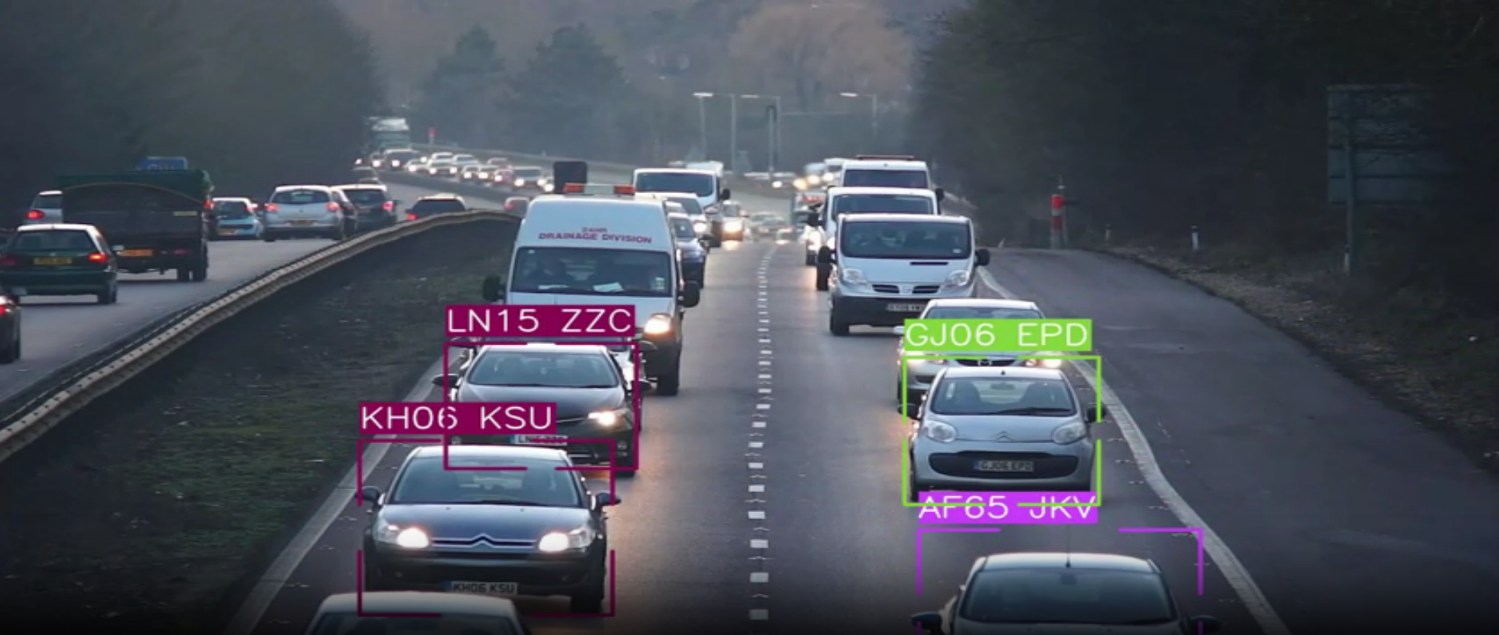 DRAINAGE DIVISION
LN15 ZZC
GJ06 EPD
KH06 KSU
GJ06 EPD
AF65 JKV
KH06 KSU